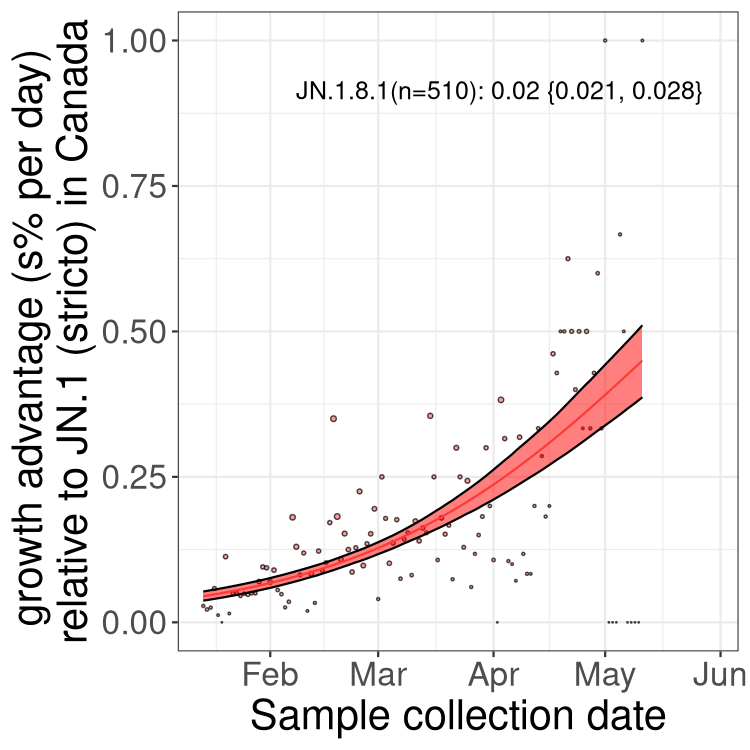 growth advantage (s% per day)
relative to JN.1 (stricto) in Canada
1.00
0.75
0.50
0.25
0.00
JN.1.8.1(n=510): 0.02 {0.021, 0.028}
Feb Mar Apr May Jun
Sample collection date